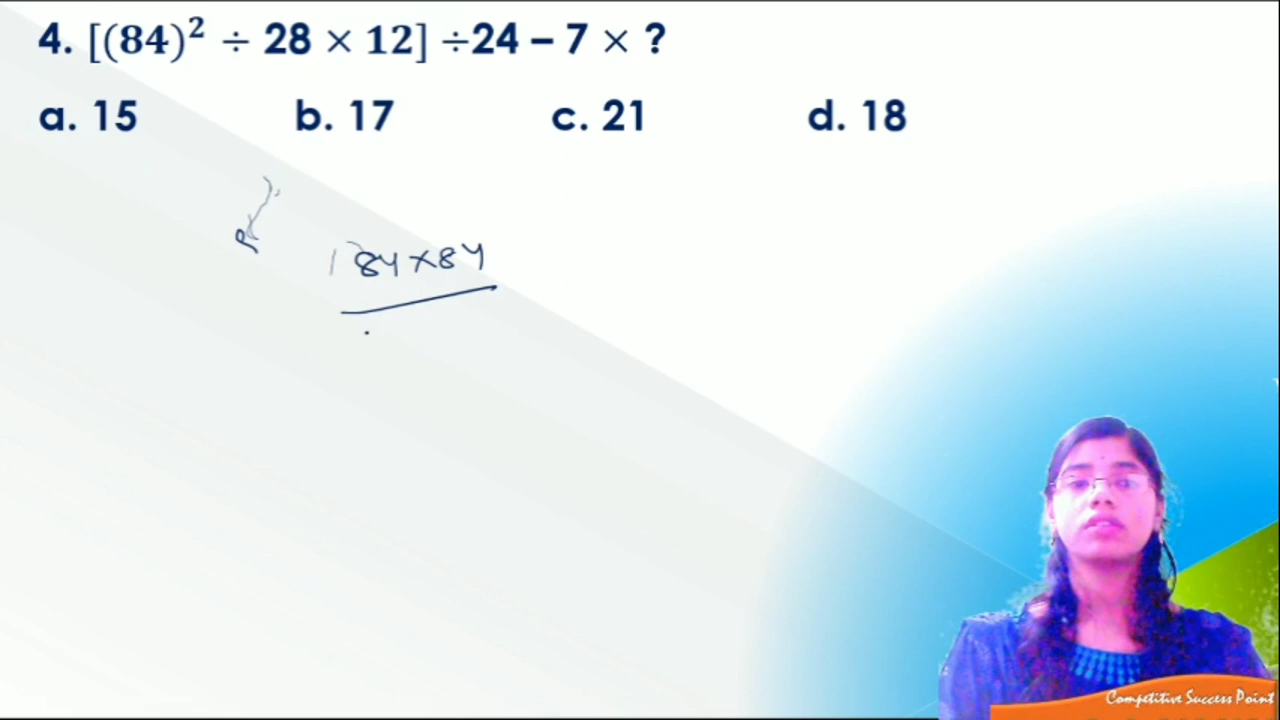 4. [(84)² ÷ 28 × 12] ÷24 – 7 × ?
a. 15 b. 17 c. 21 d. 18
84×84
Competitive Success Point